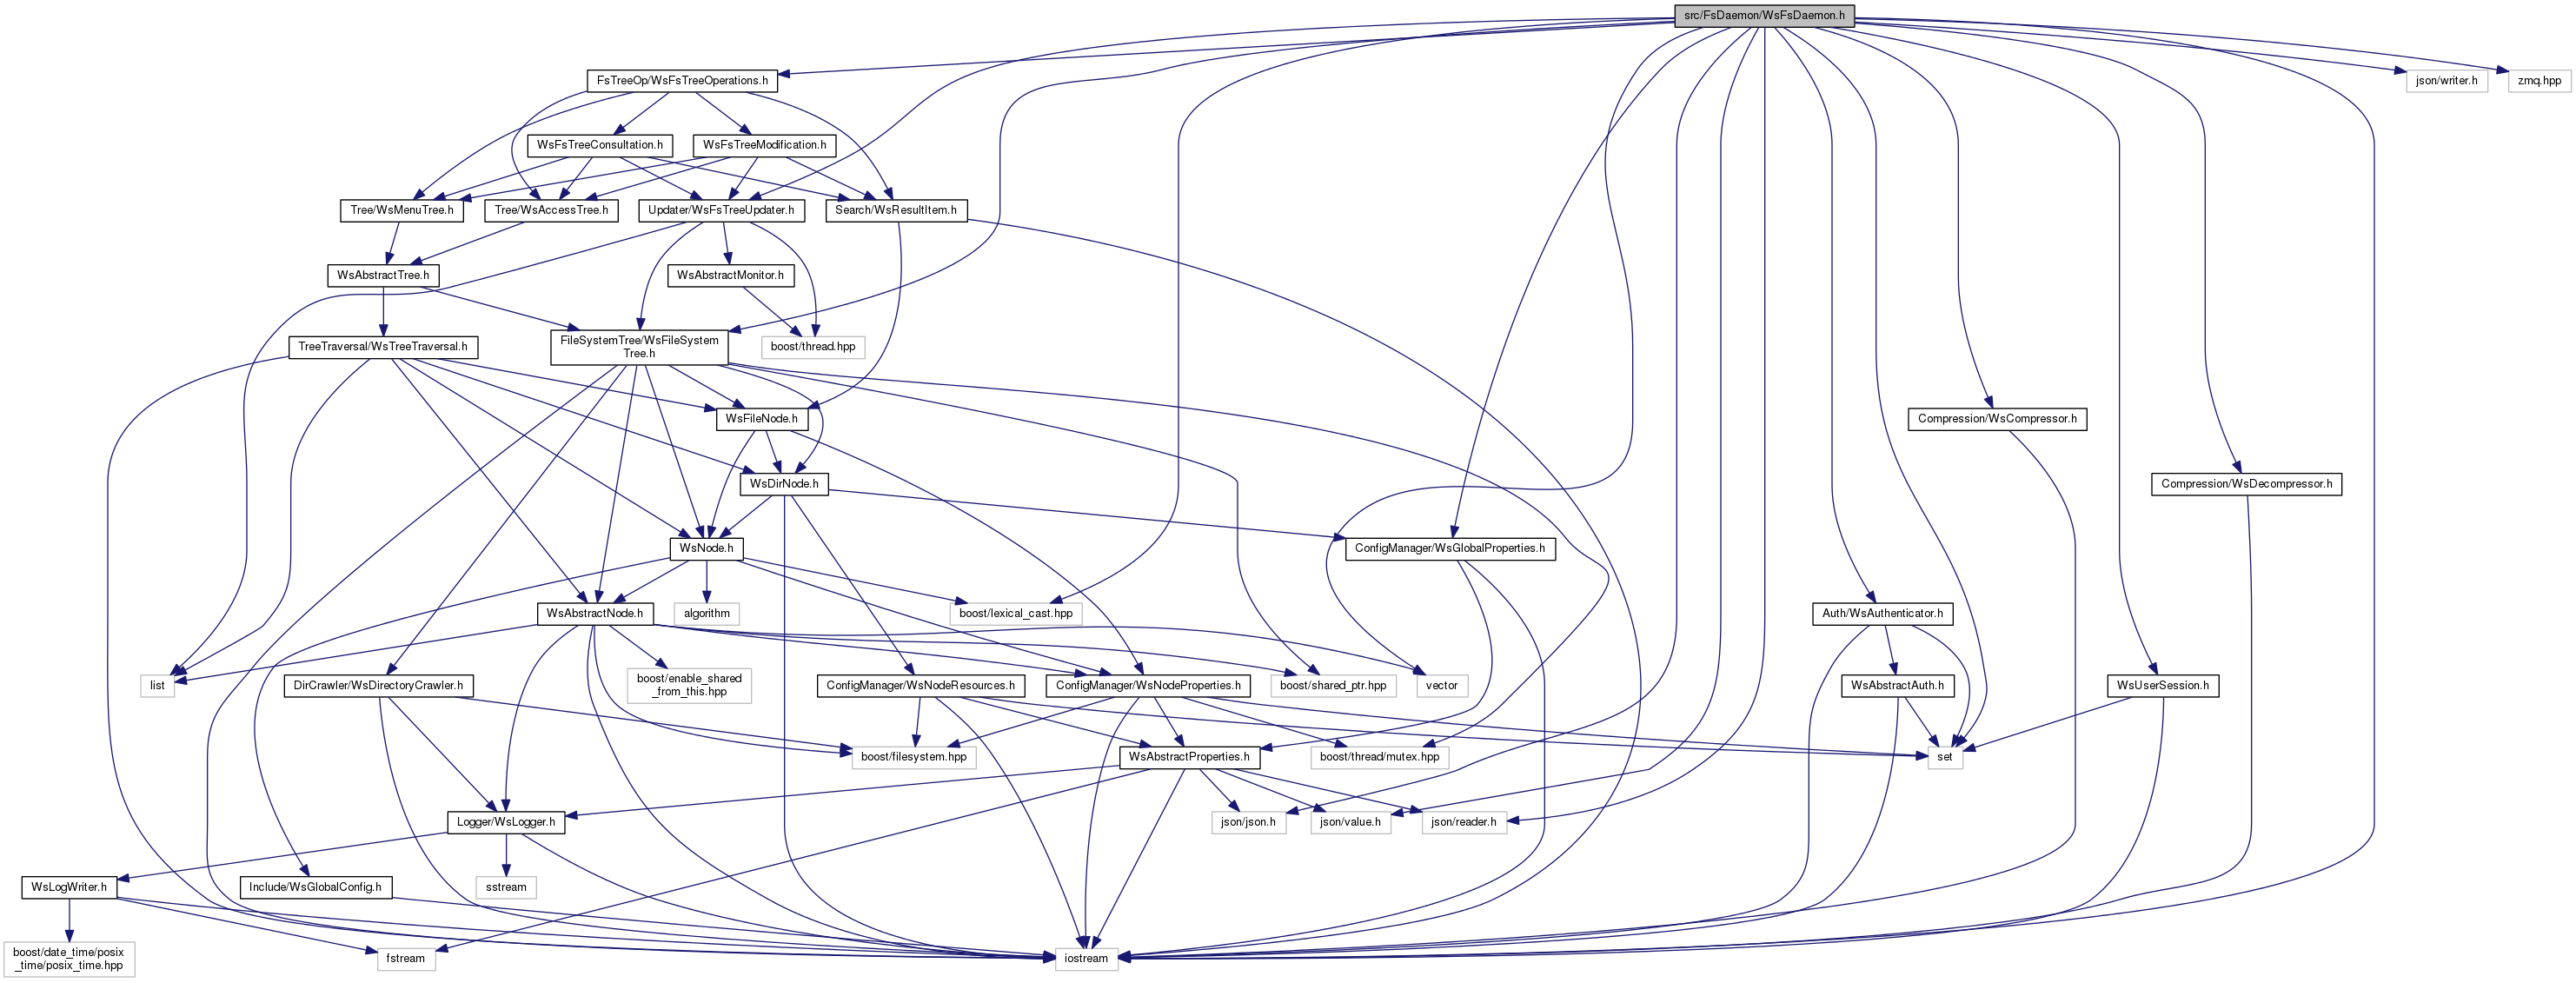 src/FsDaemon/WsFsDaemon.h
FsTreeOp/WsFsTreeOperations.h
json/writer.h
zmq.hpp
WsFsTreeConsultation.h
WsFsTreeModification.h
Tree/WsMenuTree.h
Tree/WsAccessTree.h
Updater/WsFsTreeUpdater.h
Search/WsResultItem.h
WsAbstractTree.h
WsAbstractMonitor.h
TreeTraversal/WsTreeTraversal.h
FileSystemTree/WsFileSystem
Tree.h
boost/thread.hpp
WsFileNode.h
Compression/WsCompressor.h
WsDirNode.h
Compression/WsDecompressor.h
WsNode.h
ConfigManager/WsGlobalProperties.h
WsAbstractNode.h
algorithm
boost/lexical_cast.hpp
Auth/WsAuthenticator.h
list
DirCrawler/WsDirectoryCrawler.h
boost/enable_shared
_from_this.hpp
ConfigManager/WsNodeResources.h
ConfigManager/WsNodeProperties.h
boost/shared_ptr.hpp
vector
WsAbstractAuth.h
WsUserSession.h
boost/filesystem.hpp
WsAbstractProperties.h
boost/thread/mutex.hpp
set
Logger/WsLogger.h
json/json.h
json/value.h
json/reader.h
WsLogWriter.h
Include/WsGlobalConfig.h
sstream
boost/date_time/posix
_time/posix_time.hpp
fstream
iostream